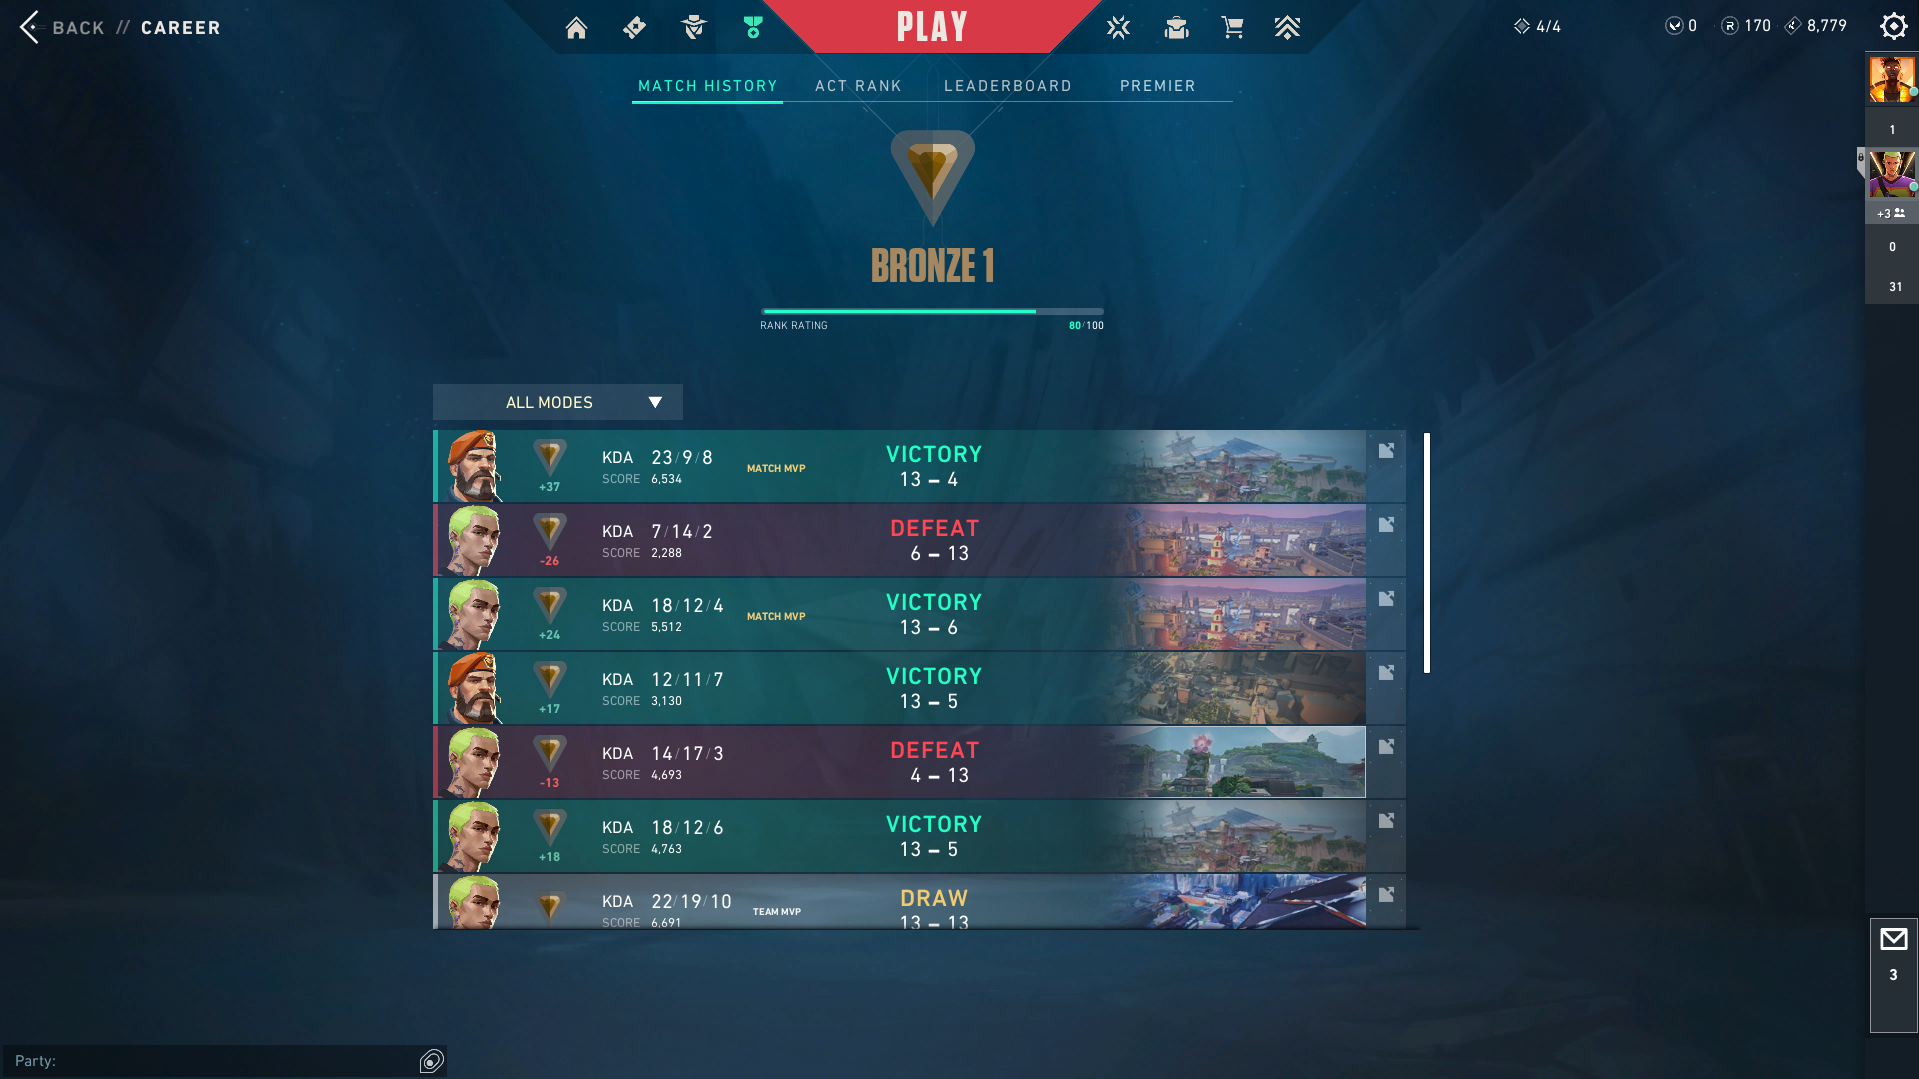 BACK // CAREER
PLAY
4/4
0
170
8,779
MATCH HISTORY
ACT RANK
LEADERBOARD
PREMIER
1
+3
0
31
BRONZE 1
RANK RATING
80/100
ALL MODES
+37
KDA 23/9/8
SCORE 6,534
MATCH MVP
VICTORY
13 – 4
-26
KDA 7/14/2
SCORE 2,288
DEFEAT
6 – 13
+24
KDA 18/12/4
SCORE 5,512
MATCH MVP
VICTORY
13 – 6
+17
KDA 12/11/7
SCORE 3,130
VICTORY
13 – 5
-13
KDA 14/17/3
SCORE 4,693
DEFEAT
4 – 13
+18
KDA 18/12/6
SCORE 4,763
VICTORY
13 – 5
KDA 22/19/10
SCORE 6,691
TEAM MVP
DRAW
13 – 13
3
Party: